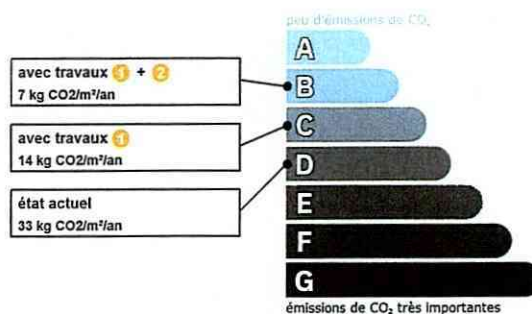 peu d'émissions de CO₂
A
avec travaux 1 + 2
7 kg CO2/m²/an
B
avec travaux 1
14 kg CO2/m²/an
C
D
état actuel
33 kg CO2/m²/an
E
F
G
émissions de CO₂ très importantes